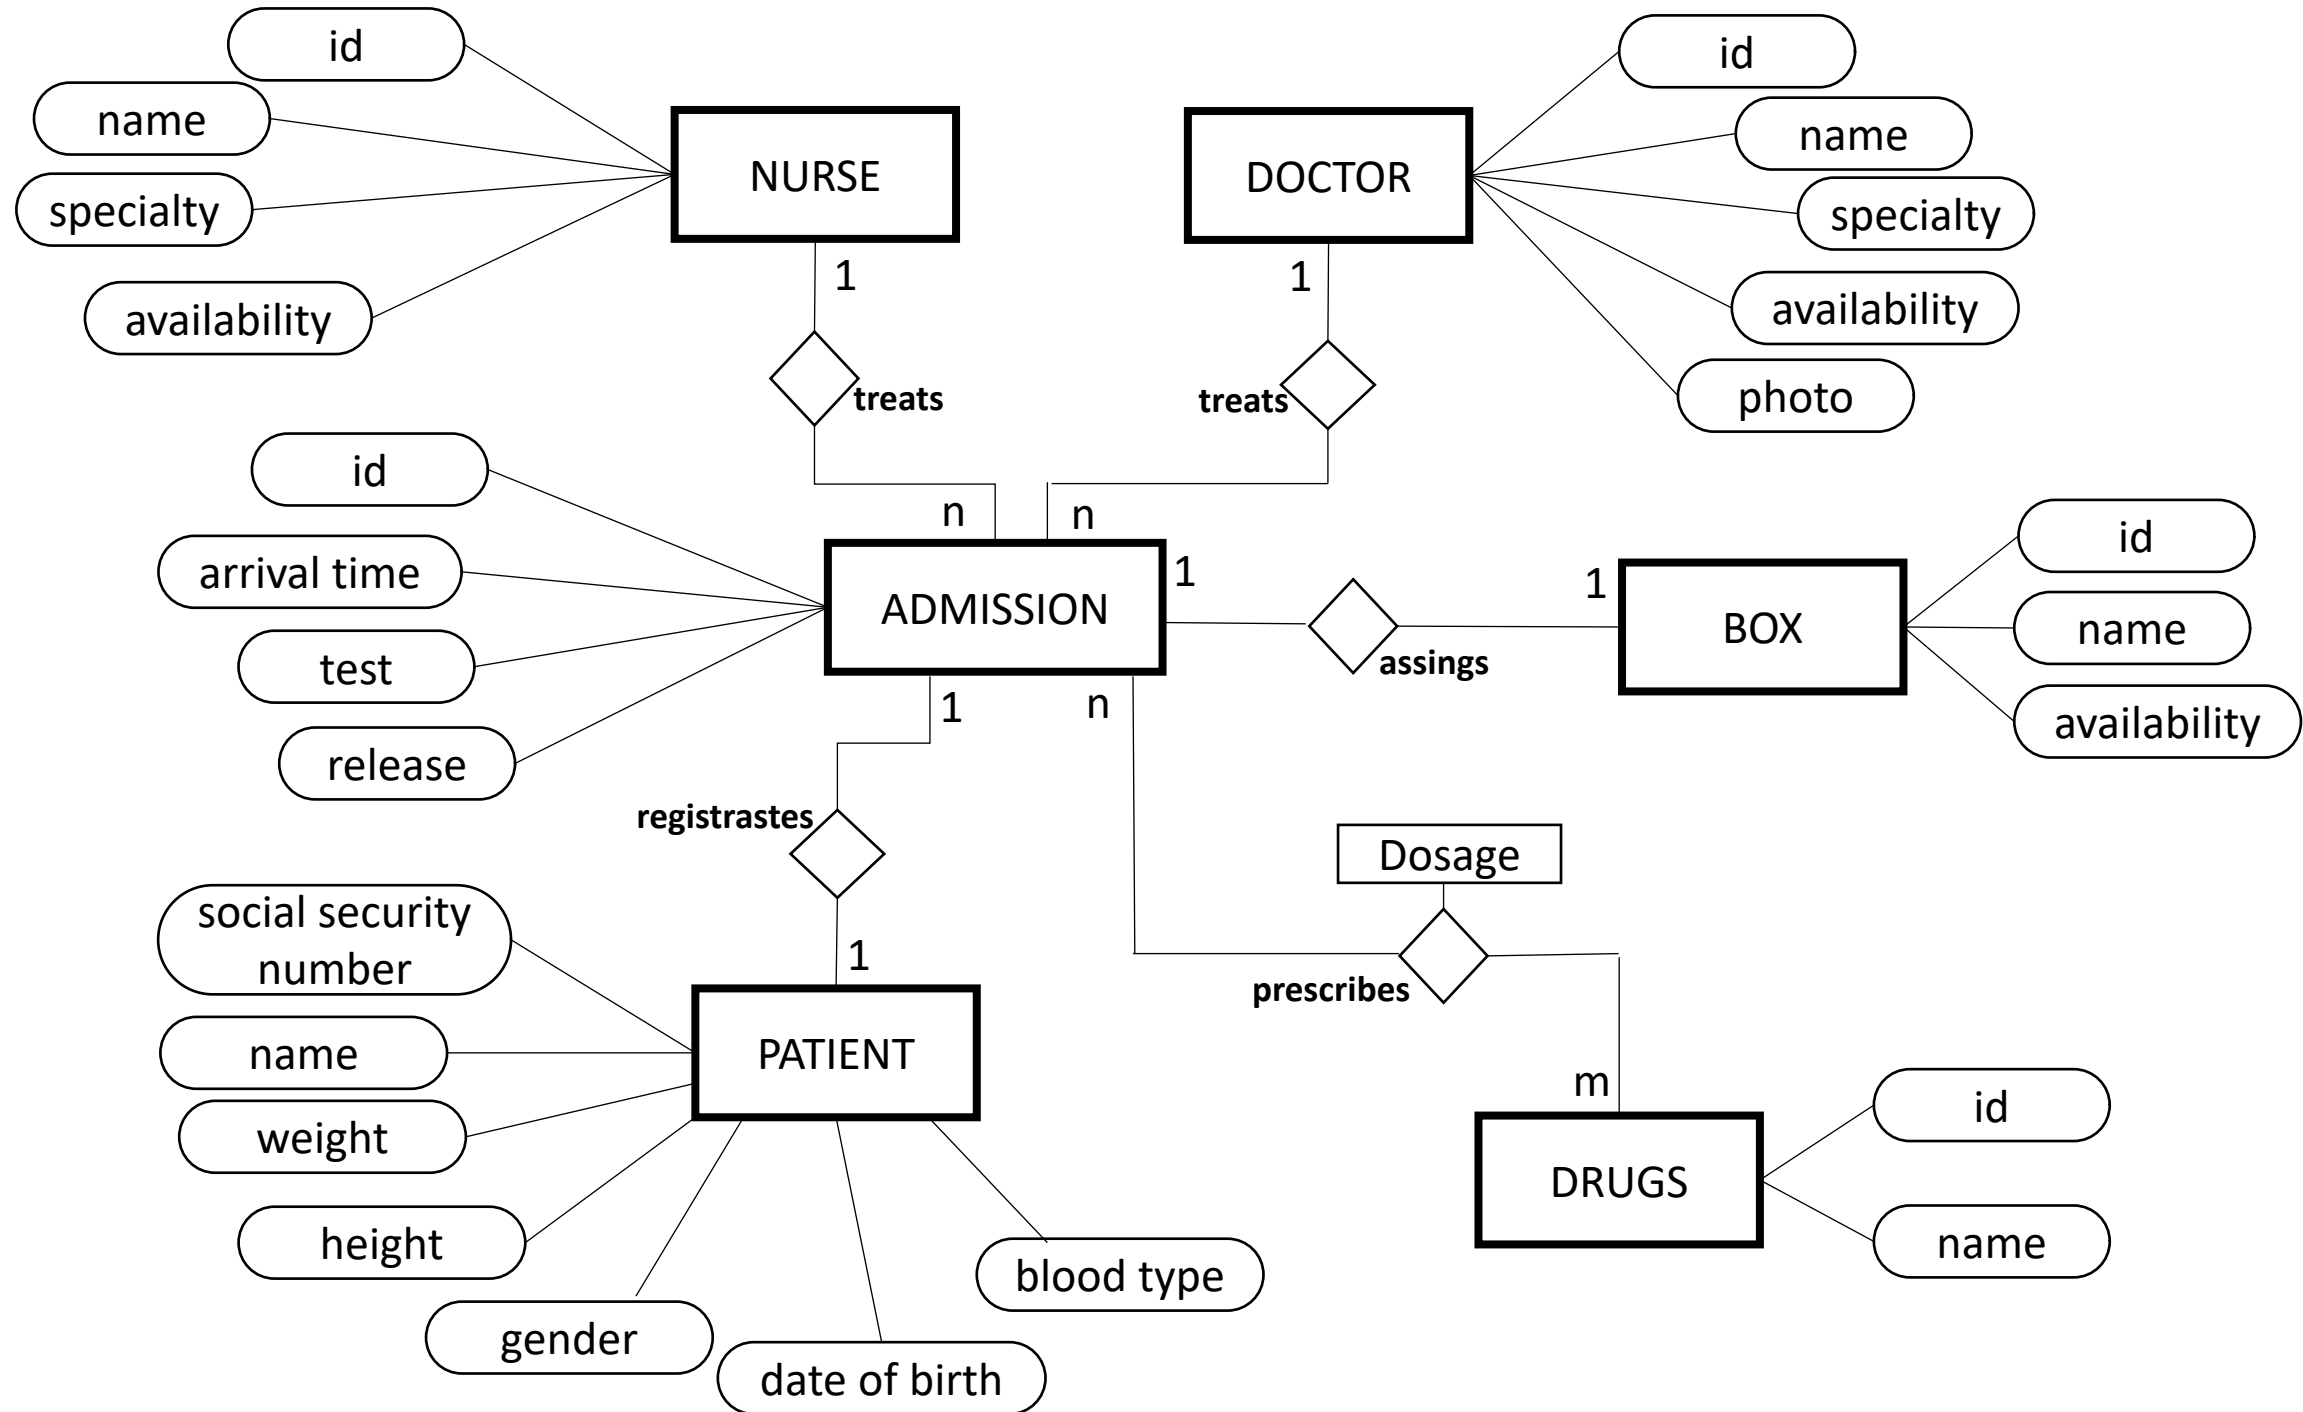 id
name
specialty
availability
NURSE
1
treats
n
DOCTOR
1
treats
n
id
name
specialty
availability
photo
id
arrival time
test
release
ADMISSION
1
assings
1
BOX
id
name
availability
1
registrastes
1
n
Dosage
prescribes
m
social security
number
name
weight
height
gender
date of birth
blood type
PATIENT
DRUGS
id
name